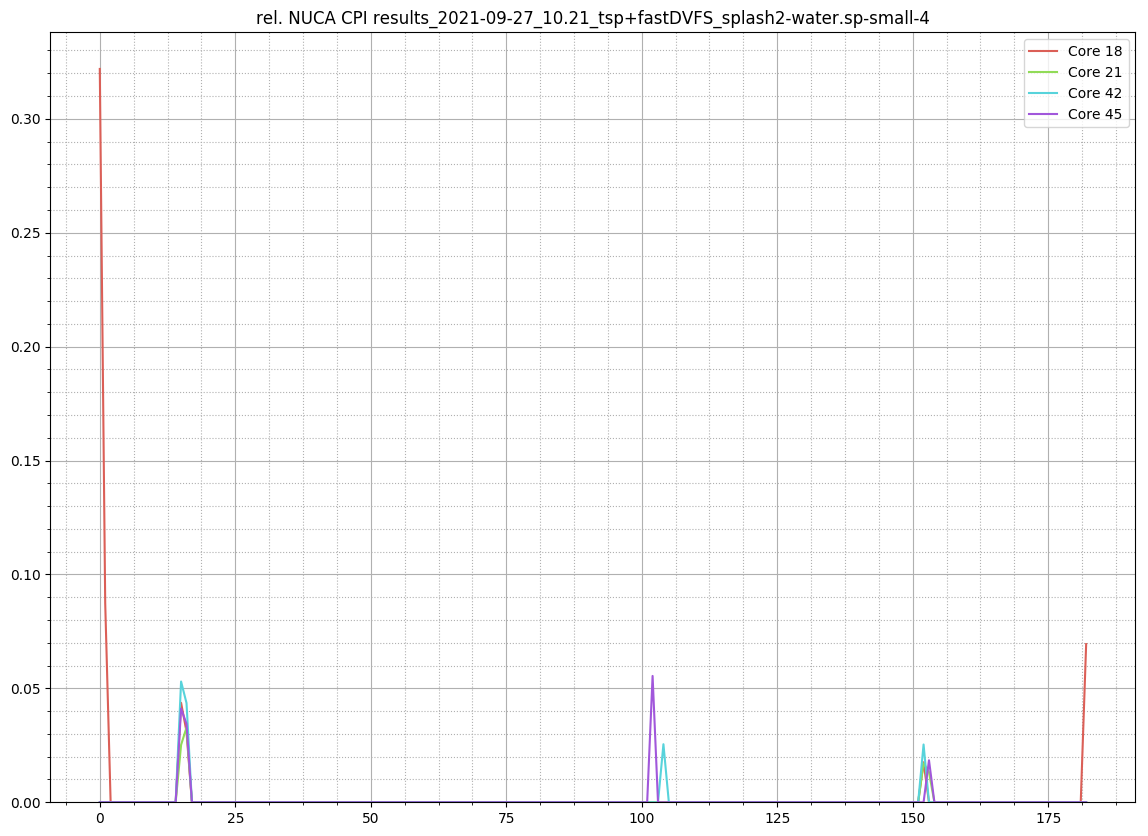 rel. NUCA CPI results_2021-09-27_10.21_tsp+fastDVFS_splash2-water.sp-small-4
Core 18
Core 21
Core 42
Core 45
0.30
0.25
0.20
0.15
0.10
0.05
0.00
0 25 50 75 100 125 150 175